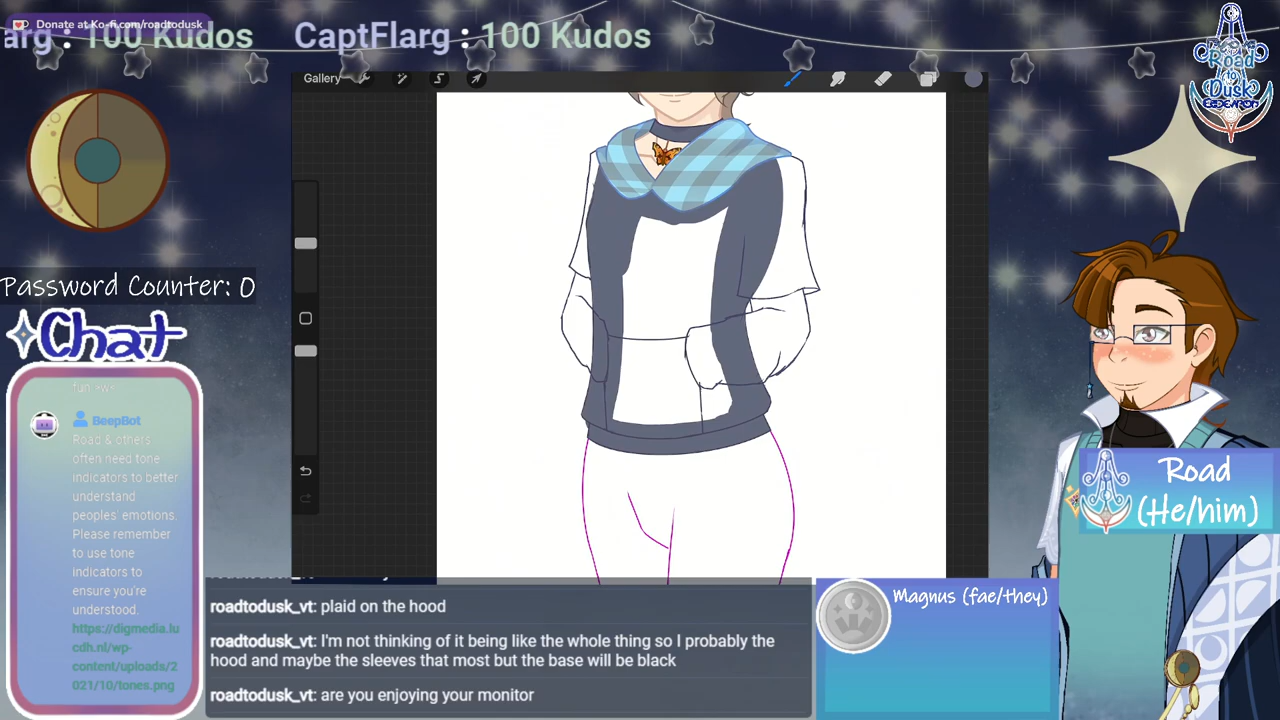 Donate at Ko-fi.com/roadtodusk
arg : 100 Kudos CaptFlarg : 100 Kudos
Road
to
Dusk
Gallery
Password Counter: 0
Chat
fun >w<
BeepBot
Road & others
often need tone
indicators to better
understand
peoples' emotions.
Please remember
to use tone
indicators to
ensure you're
understood.
https://digmedia.lu
cdh.nl/wp-
content/uploads/2
021/10/tones.png
roadtodusk_vt: plaid on the hood
roadtodusk_vt: I'm not thinking of it being like the whole thing so I probably the
hood and maybe the sleeves that most but the base will be black
roadtodusk_vt: are you enjoying your monitor
Magnus (fae/they)
Road
(He/him)